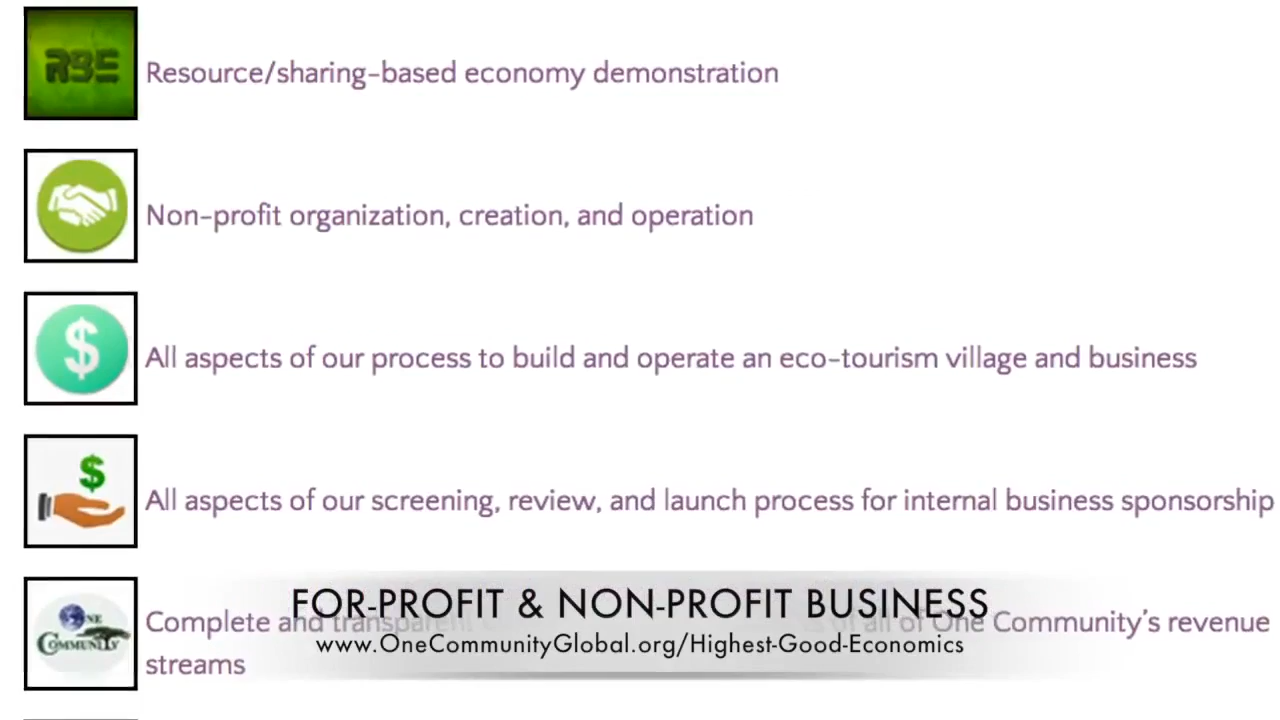 RBE
Resource/sharing-based economy demonstration
Non-profit organization, creation, and operation
$
All aspects of our process to build and operate an eco-tourism village and business
$
All aspects of our screening, review, and launch process for internal business sponsorship
ONE
COMMUNITY
Complete and transparent of all of One Community's revenue
streams
FOR-PROFIT & NON-PROFIT BUSINESS
www.OneCommunityGlobal.org/Highest-Good-Economics